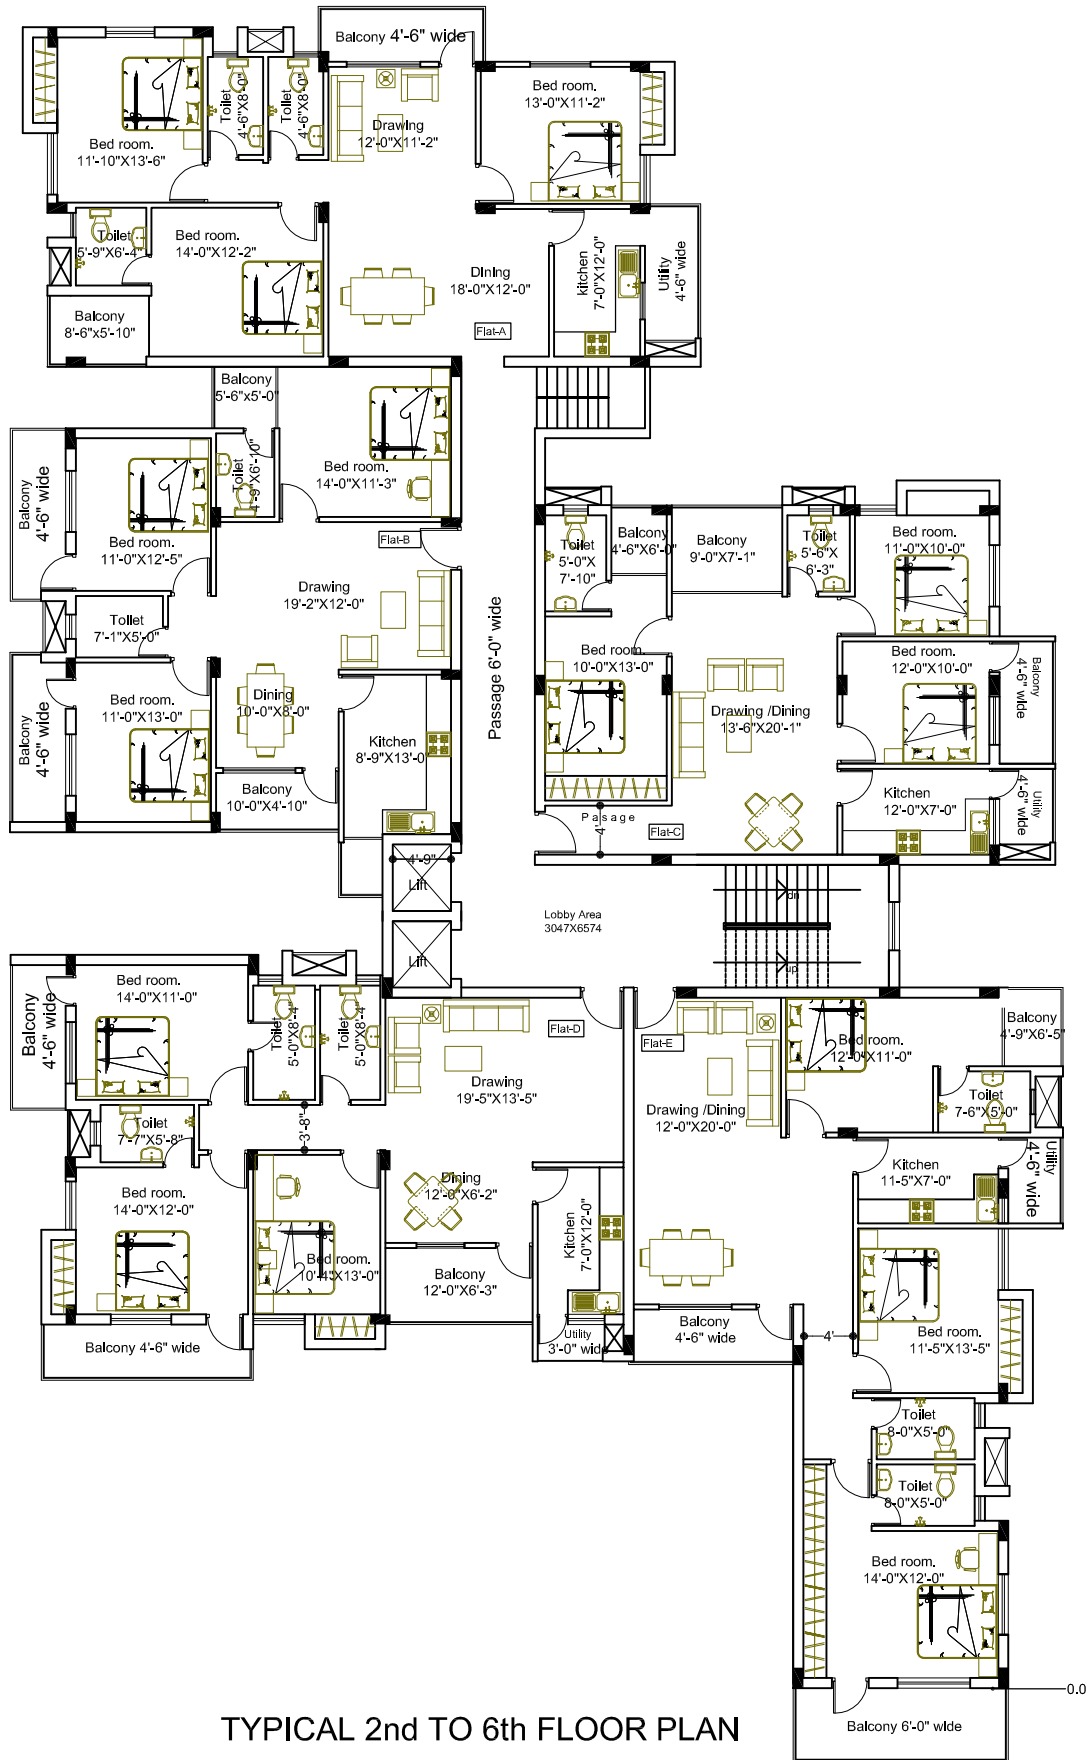 Balcony 4'-6" wide
Bed room.
11'-10"X13'-6"
Toilet
4'-6"X8'-0"
Toilet
4'-6"X8'-0"
Drawing
12'-0"X11'-2"
Bed room.
13'-0"X11'-2"
Toilet
5'-9"X6'-4"
Bed room.
14'-0"X12'-2"
Balcony
8'-6"x5'-10"
Dining
18'-0"X12'-0"
Flat-A
kitchen
7'-0"X12'-0"
Utility
4'-6" wide
Balcony
5'-6"x5'-0"
Balcony
4'-6" wide
Bed room.
11'-0"X12'-5"
Toilet
4'-9"X6'-10"
Bed room.
14'-0"X11'-3"
Flat-B
Drawing
19'-2"X12'-0"
Toilet
7'-1"X5'-0"
Balcony
4'-6" wide
Bed room.
11'-0"X13'-0"
Dining
10'-0"X8'-0"
Balcony
10'-0"X4'-10"
Kitchen
8'-9"X13'-0"
Passage 6'-0" wide
Toilet
5'-0"X
7'-10"
Balcony
4'-6"X6'-0"
Balcony
9'-0"X7'-1"
Toilet
5'-6"X
6'-3"
Bed room.
11'-0"X10'-0"
Bed room.
10'-0"X13'-0"
Drawing /Dining
13'-6"X20'-1"
Bed room.
12'-0"X10'-0"
Balcony
4'-6" wide
Kitchen
12'-0"X7'-0"
Utility
4'-6" wide
Pasage
4'
Flat-C
4'-9"
Lift
Lift
Lobby Area
3047X6574
dn
up
Balcony
4'-6" wide
Bed room.
14'-0"X11'-0"
Toilet
5'-0"X8'-4"
Toilet
5'-0"X8'-4"
Flat-D
Drawing
19'-5"X13'-5"
Toilet
7'-7"X5'-8"
3'-8"
Bed room.
14'-0"X12'-0"
Bed room.
10'-4"X13'-0"
Dining
12'-0"X6'-2"
Balcony
12'-0"X6'-3"
Kitchen
7'-0"X12'-0"
Utility
3'-0" wide
Balcony 4'-6" wide
Flat-E
Drawing /Dining
12'-0"X20'-0"
Bed room.
12'-0"X11'-0"
Balcony
4'-9"X6'-5"
Toilet
7-6"X5'-0"
Kitchen
11'-5"X7'-0"
Utility
4'-6" wide
Balcony
4'-6" wide
4'
Bed room.
11'-5"X13'-5"
Toilet
8-0"X5'-0"
Toilet
8-0"X5'-0"
Bed room.
14'-0"X12'-0"
0.0
Balcony 6'-0" wide
TYPICAL 2nd TO 6th FLOOR PLAN